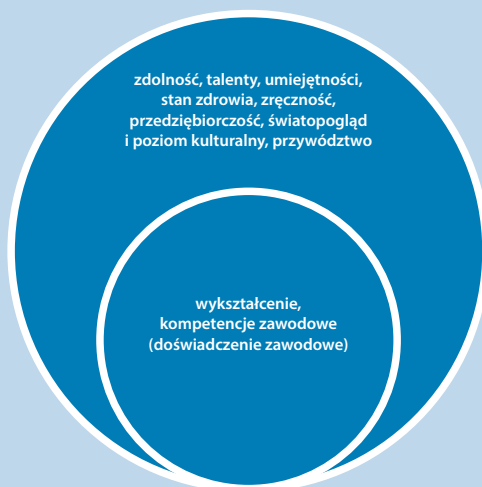 zdolność, talenty, umiejętności,
stan zdrowia, zręczność,
przedziębiorczość, światopogląd
i poziom kulturalny, przywództwo
wykształcenie,
kompetencje zawodowe
(doświadczenie zawodowe)